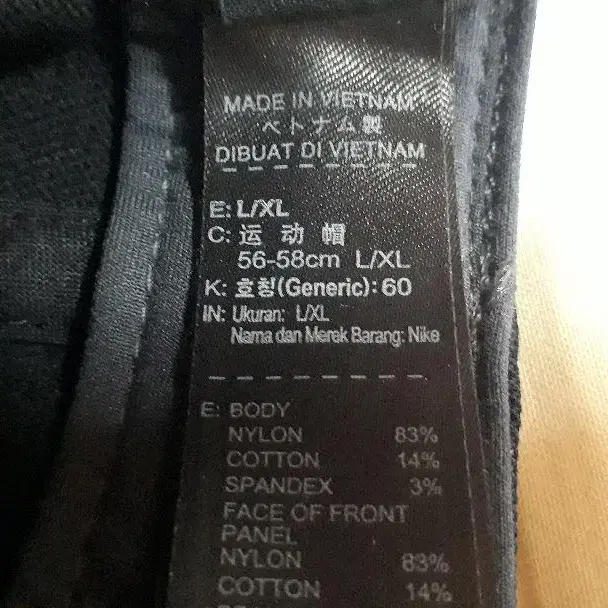 MADE IN VIETNAM
ベトナム製
DIBUAT DI VIETNAM
E: L/XL
C: 运 动 帽
56-58cm L/XL
K: 호칭(Generic): 60
IN: Ukuran: L/XL
Nama dan Merek Barang: Nike
E: BODY
NYLON 83%
COTTON 14%
SPANDEX 3%
FACE OF FRONT
PANEL
NYLON 83%
COTTON 14%